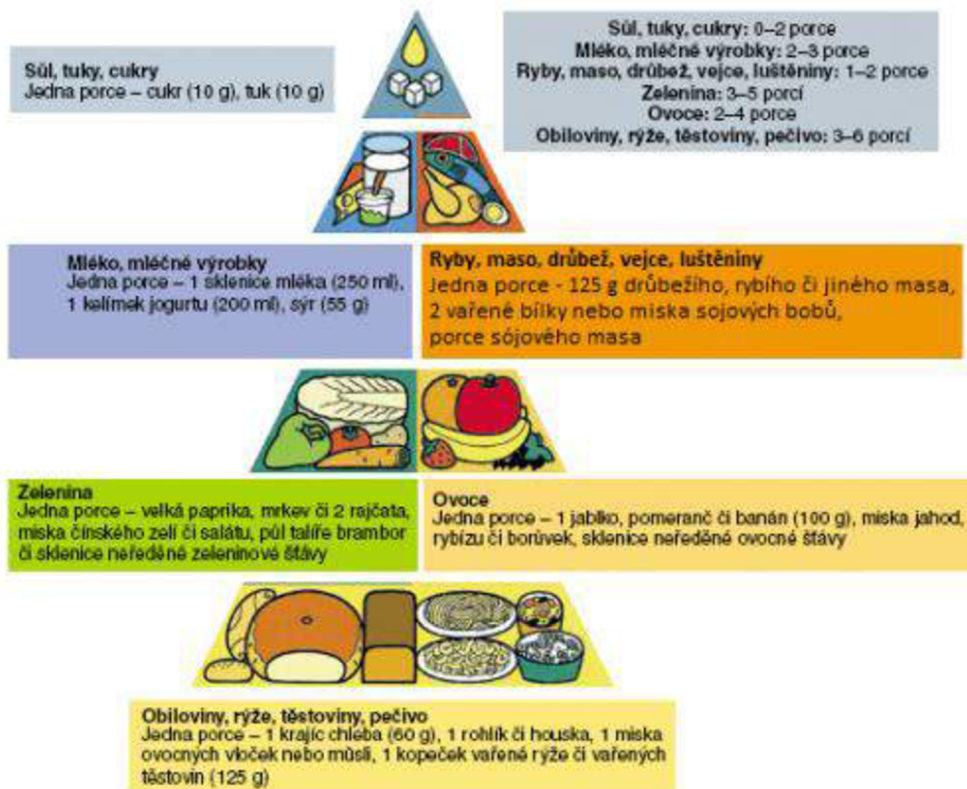 Sůl, tuky, cukry
Jedna porce – cukr (10 g), tuk (10 g)
Sůl, tuky, cukry: 0–2 porce
Mléko, mléčné výrobky: 2–3 porce
Ryby, maso, drůbež, vejce, luštěniny: 1–2 porce
Zelenina: 3–5 porcí
Ovoce: 2–4 porce
Obiloviny, rýže, těstoviny, pečivo: 3–6 porcí
Mléko, mléčné výrobky
Jedna porce – 1 sklenice mléka (250 ml),
1 kelímek jogurtu (200 ml), sýr (55 g)
Ryby, maso, drůbež, vejce, luštěniny
Jedna porce - 125 g drůbežího, rybího či jiného masa,
2 vařené bílky nebo miska sojových bobů,
porce sójového masa
Zelenina
Jedna porce – velká paprika, mrkev či 2 rajčata,
miska čínského zelí či salátu, půl talíře brambor
či sklenice neředěné zeleninové šťávy
Ovoce
Jedna porce – 1 jablko, pomeranč či banán (100 g), miska jahod,
rybízu či borůvek, sklenice neředěné ovocné šťávy
Obiloviny, rýže, těstoviny, pečivo
Jedna porce – 1 krajíc chleba (60 g), 1 rohlík či houska, 1 miska
ovocných vloček nebo müsli, 1 kopeček vařené rýže či vařených
těstovin (125 g)